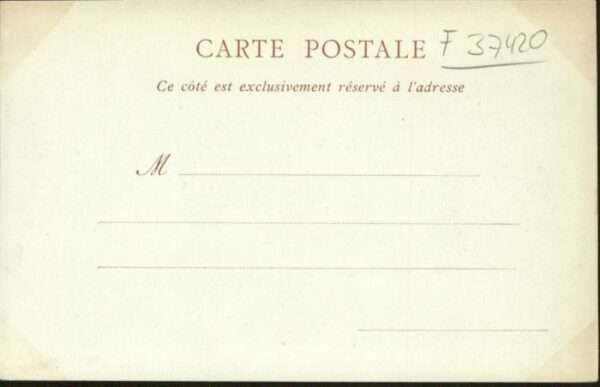 CARTE POSTALE F 37420
Ce côté est exclusivement réservé à l'adresse
M